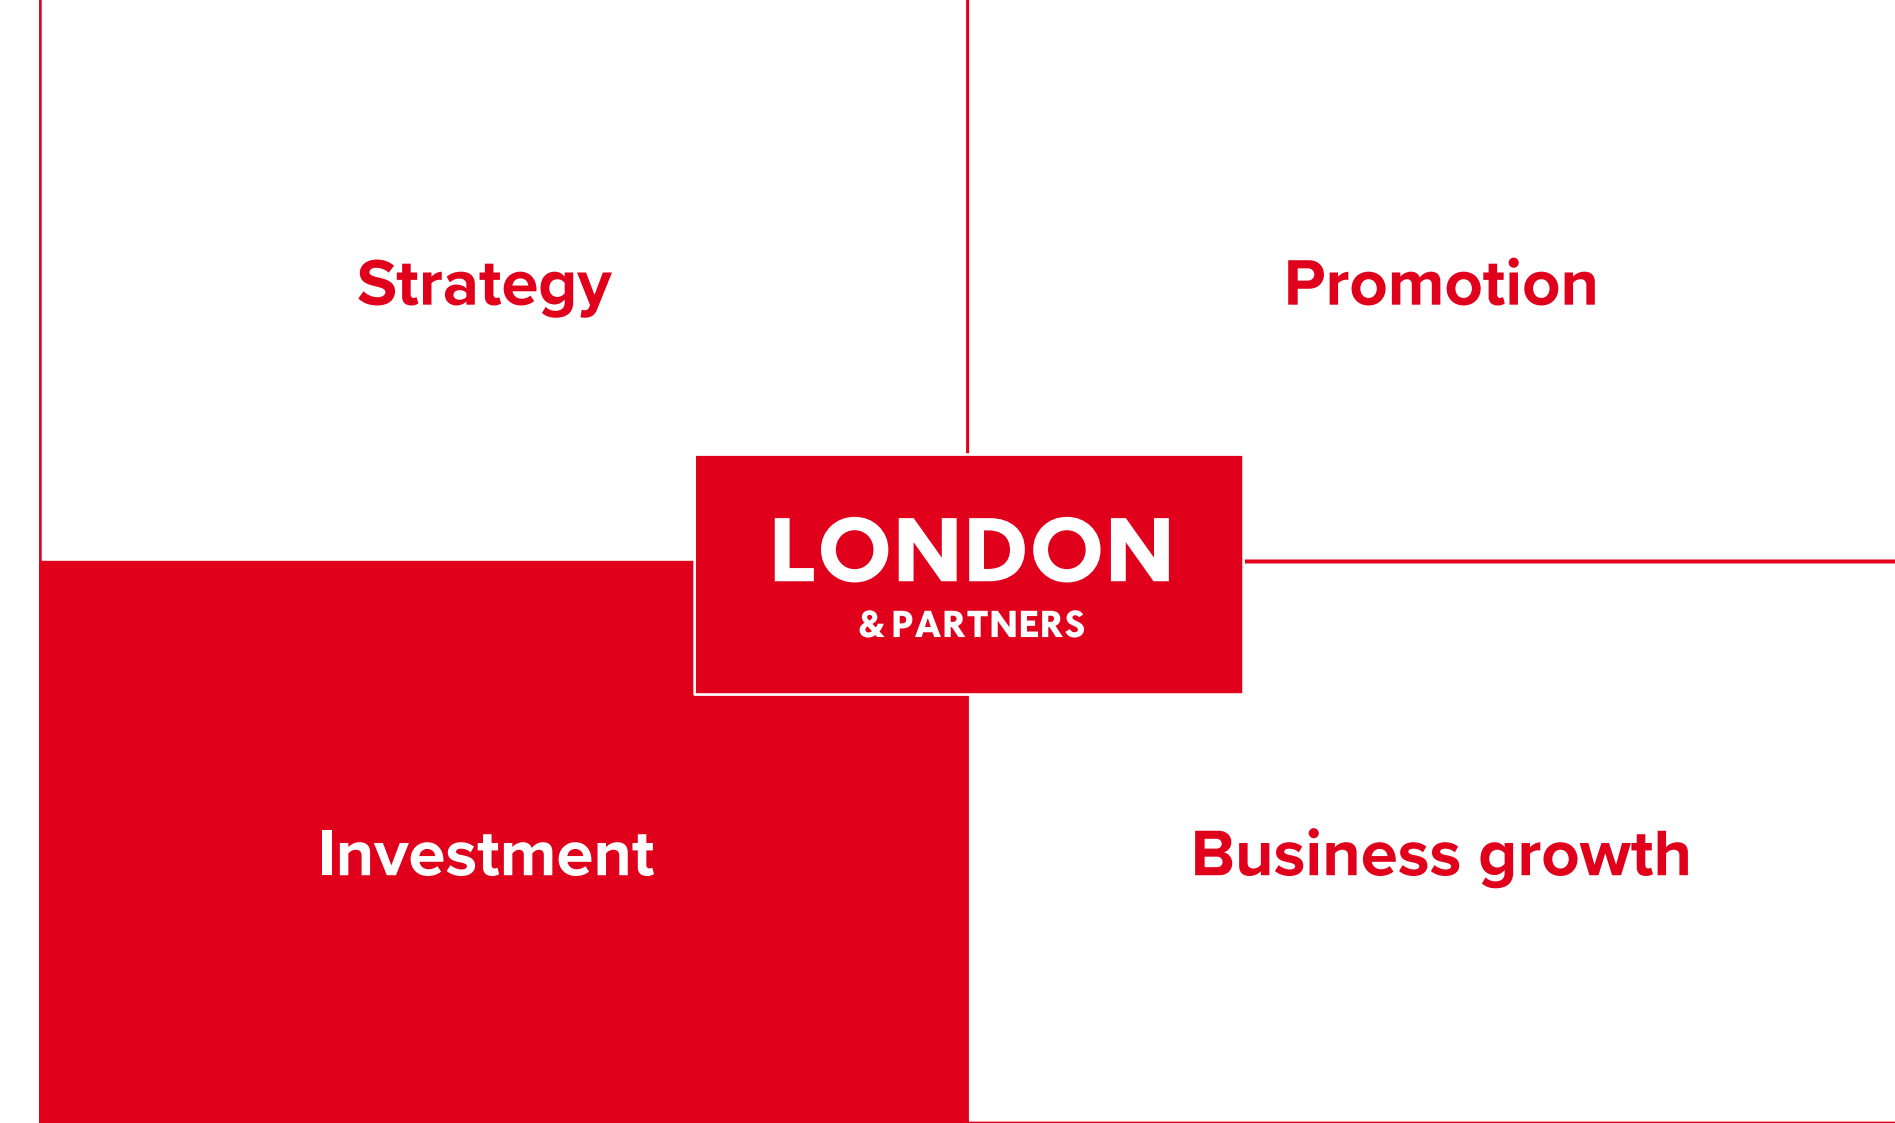 Strategy
Promotion
LONDON
& PARTNERS
Investment
Business growth